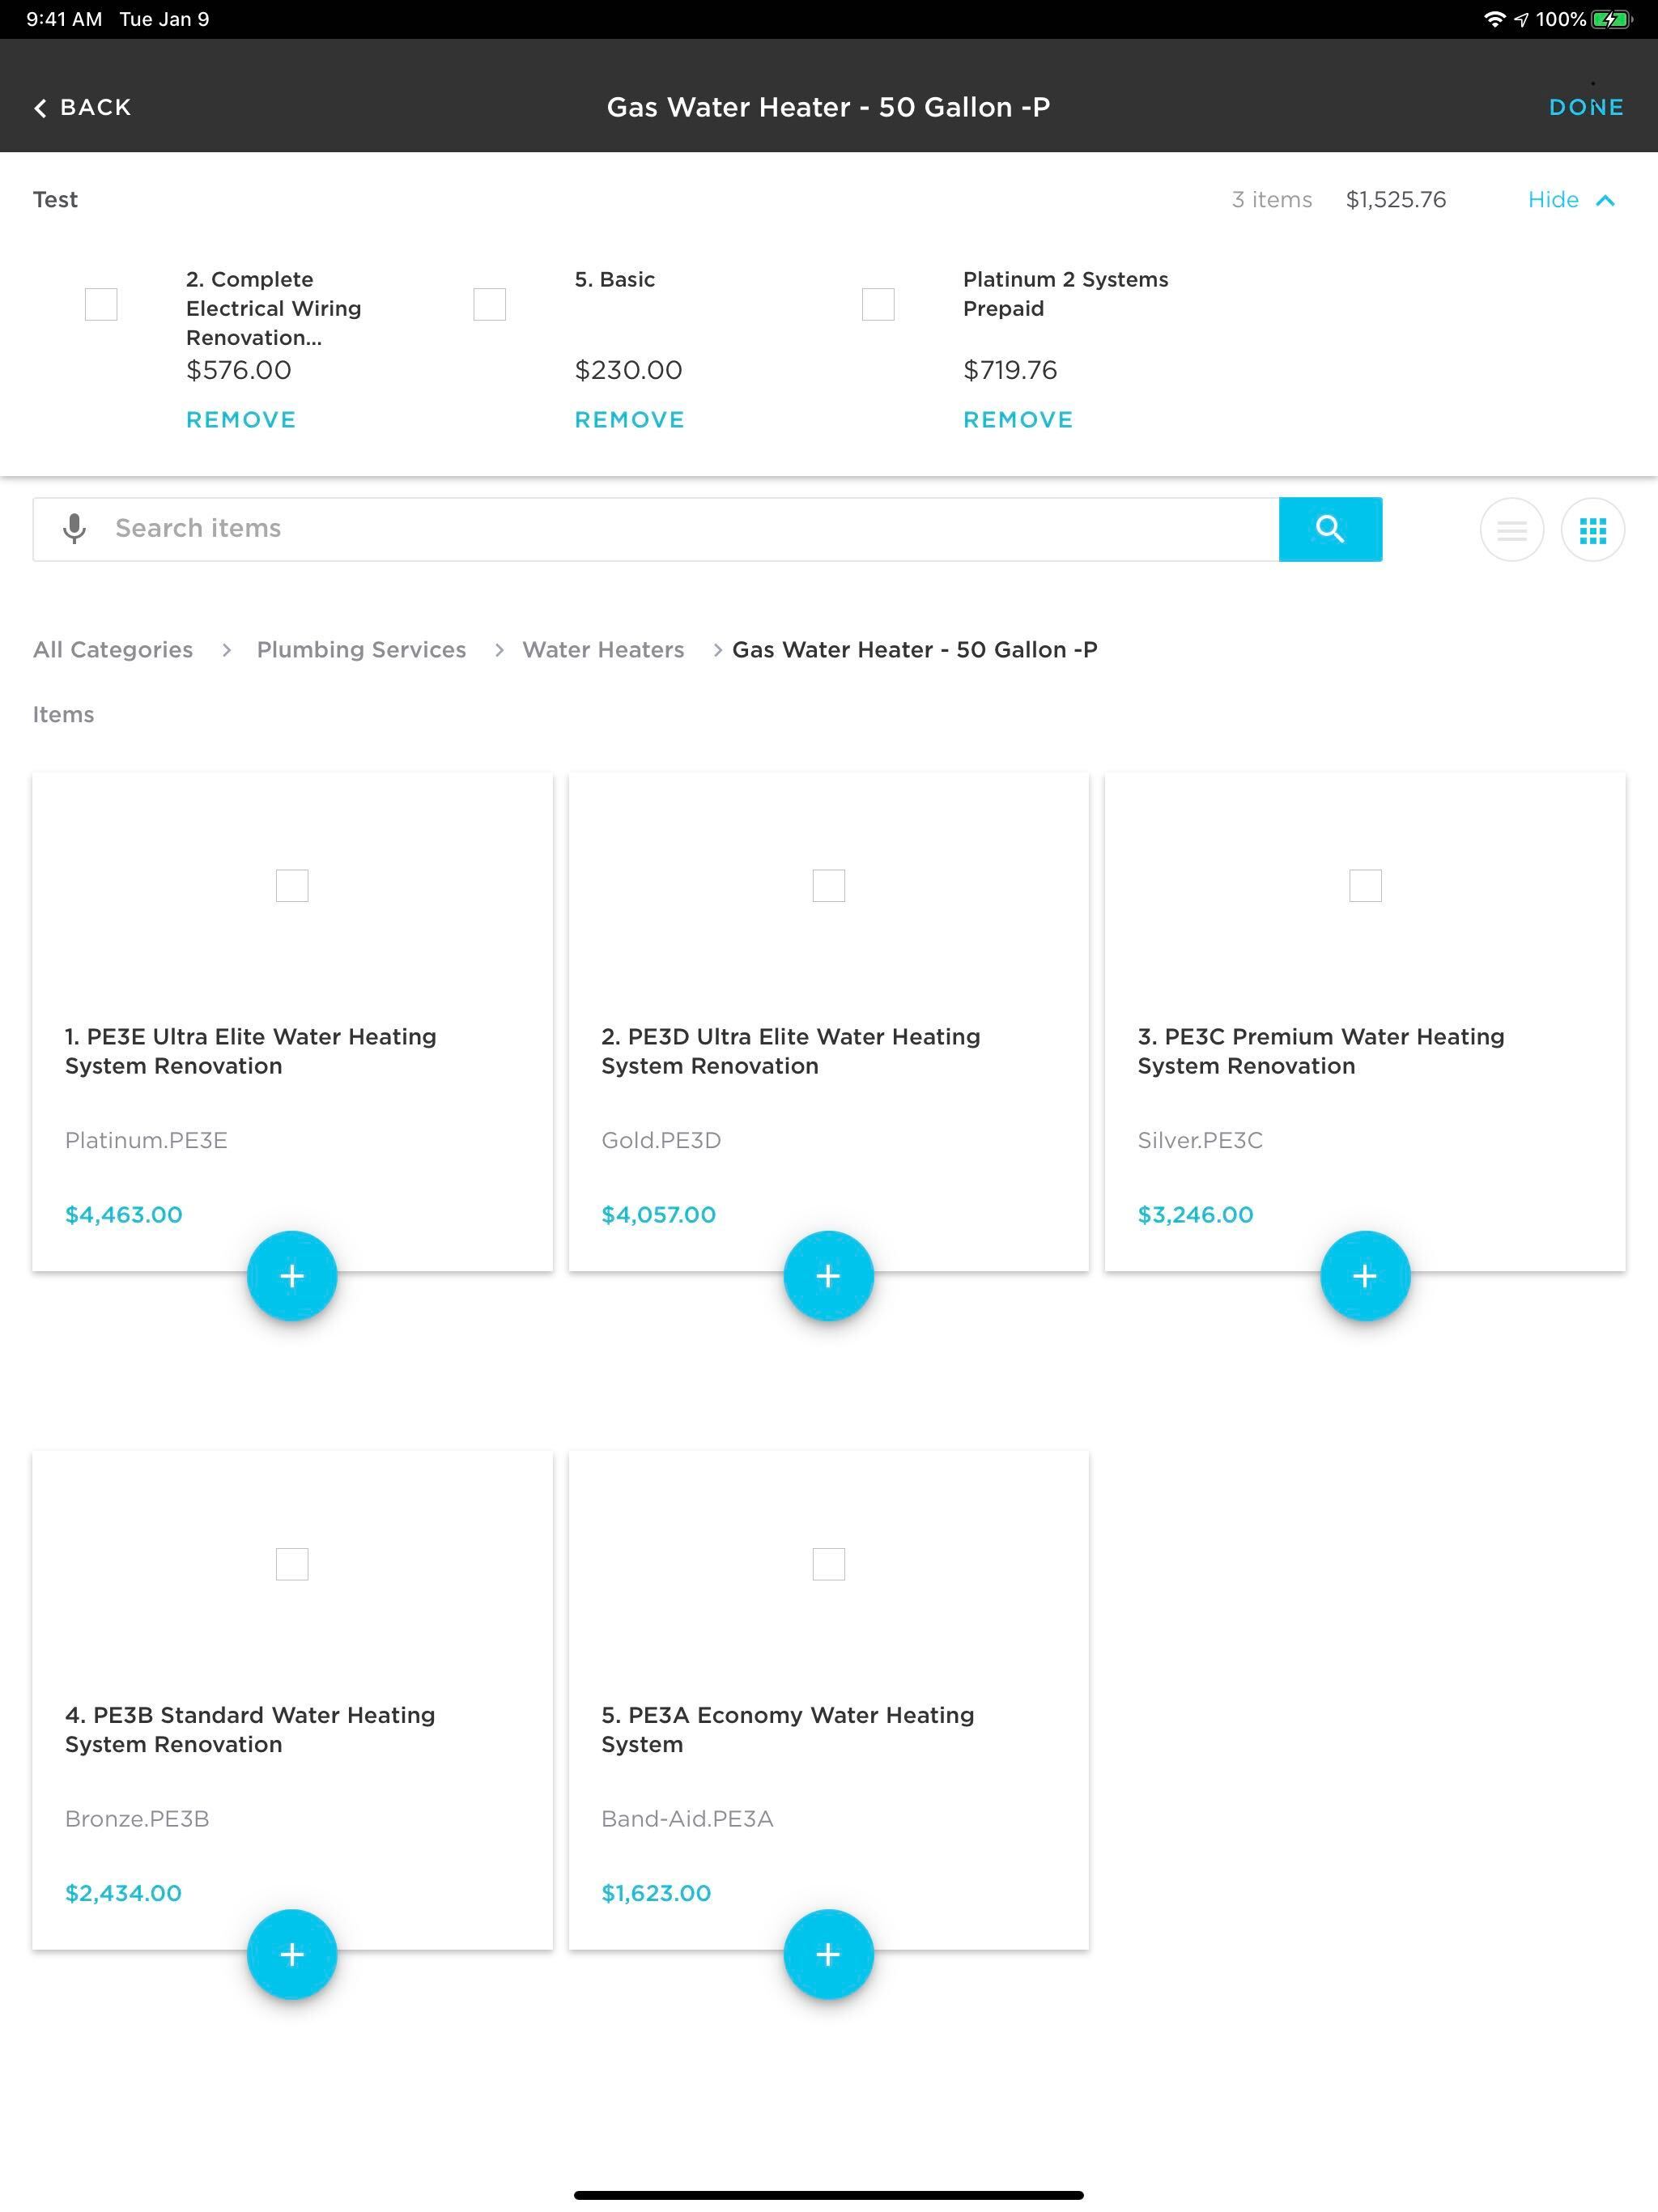 9:41 AM Tue Jan 9
100%
BACK
Gas Water Heater - 50 Gallon -P
DONE
Test
3 items
$1,525.76
Hide
2. Complete
Electrical Wiring
Renovation...
$576.00
REMOVE
5. Basic
$230.00
REMOVE
Platinum 2 Systems
Prepaid
$719.76
REMOVE
Search items
All Categories > Plumbing Services > Water Heaters > Gas Water Heater - 50 Gallon -P
Items
1. PE3E Ultra Elite Water Heating
System Renovation
Platinum.PE3E
$4,463.00
+
2. PE3D Ultra Elite Water Heating
System Renovation
Gold.PE3D
$4,057.00
+
3. PE3C Premium Water Heating
System Renovation
Silver.PE3C
$3,246.00
+
4. PE3B Standard Water Heating
System Renovation
Bronze.PE3B
$2,434.00
+
5. PE3A Economy Water Heating
System
Band-Aid.PE3A
$1,623.00
+